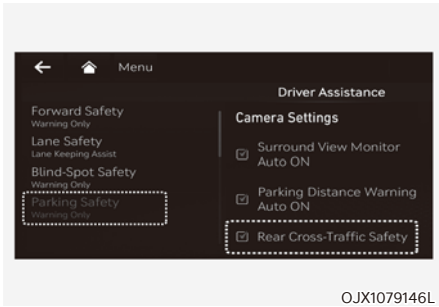 Menu
Driver Assistance
Forward Safety
Warning Only
Lane Safety
Lane Keeping Assist
Blind-Spot Safety
Warning Only
Parking Safety
Warning Only
Camera Settings
Surround View Monitor
Auto ON
Parking Distance Warning
Auto ON
Rear Cross-Traffic Safety
OJX1079146L